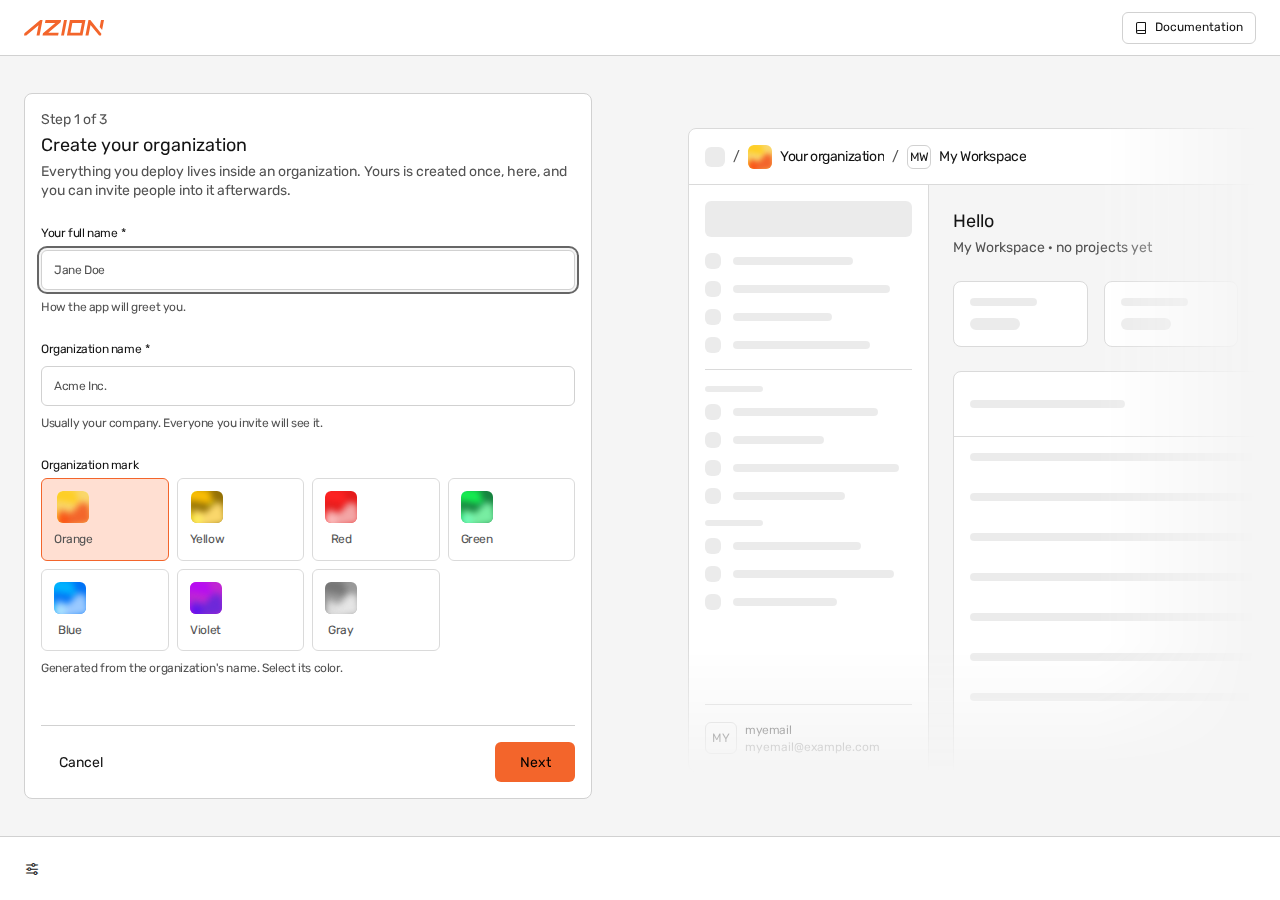 AZION
Documentation
Step 1 of 3
Create your organization
Everything you deploy lives inside an organization. Yours is created once, here, and
you can invite people into it afterwards.
Your full name *
Jane Doe
How the app will greet you.
Organization name *
Acme Inc.
Usually your company. Everyone you invite will see it.
Organization mark
Orange
Yellow
Red
Green
Blue
Violet
Gray
Generated from the organization's name. Select its color.
Cancel
Next
/ Your organization / MW My Workspace
Hello
My Workspace • no projects yet
MY
myemail
myemail@example.com